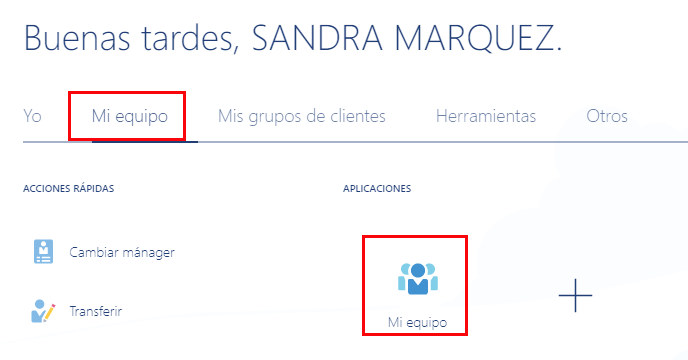 Buenas tardes, SANDRA MARQUEZ.
Yo Mi equipo Mis grupos de clientes Herramientas Otros
ACCIONES RÁPIDAS APLICACIONES
Cambiar mánager
Transferir
Mi equipo